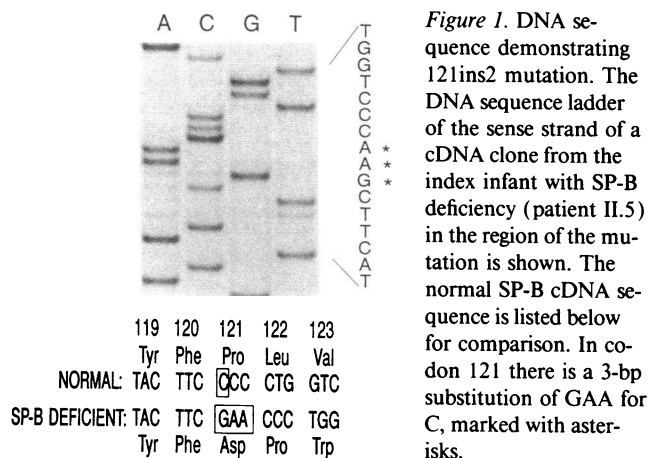 A C G T
T
G
G
T
C
C
C
A *
A *
G *
C
T
T
C
A
T
119 120 121 122 123
Tyr Phe Pro Leu Val
NORMAL: TAC TTC CCC CTG GTC
SP-B DEFICIENT: TAC TTC GAA CCC TGG
Tyr Phe Asp Pro Trp
Figure 1. DNA se-
quence demonstrating
121ins2 mutation. The
DNA sequence ladder
of the sense strand of a
cDNA clone from the
index infant with SP-B
deficiency (patient II.5)
in the region of the mu-
tation is shown. The
normal SP-B cDNA se-
quence is listed below
for comparison. In co-
don 121 there is a 3-bp
substitution of GAA for
C, marked with aster-
isks.